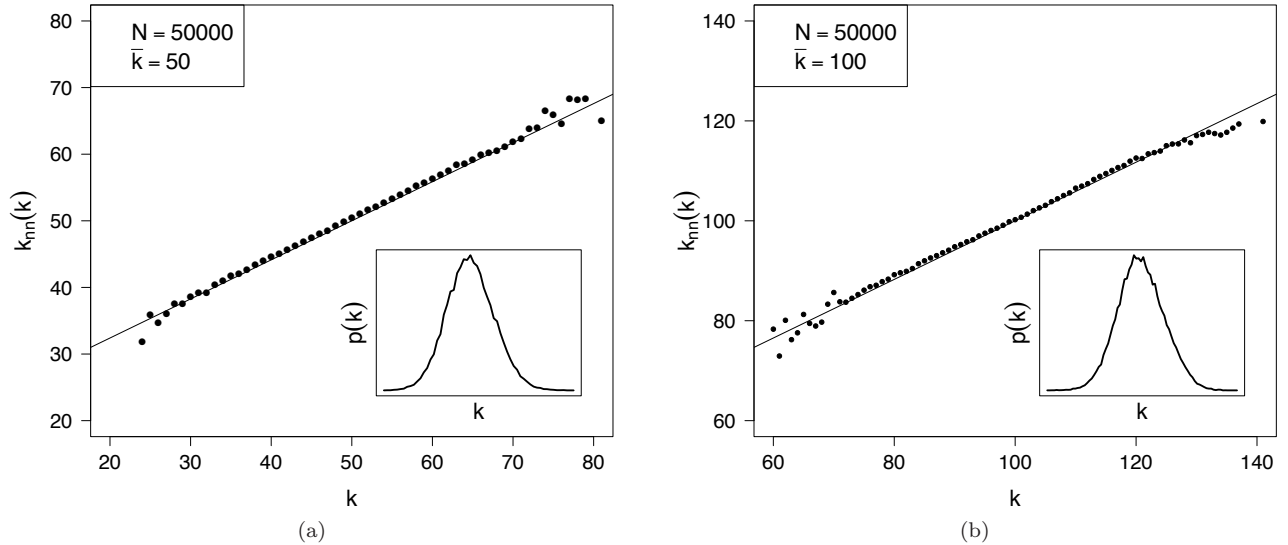 80
70
60
50
40
30
20
k_nn(k)
N = 50000
k̅ = 50
p(k)
k
20 30 40 50 60 70 80
k
(a)
140
120
100
80
60
k_nn(k)
N = 50000
k̅ = 100
p(k)
k
60 80 100 120 140
k
(b)